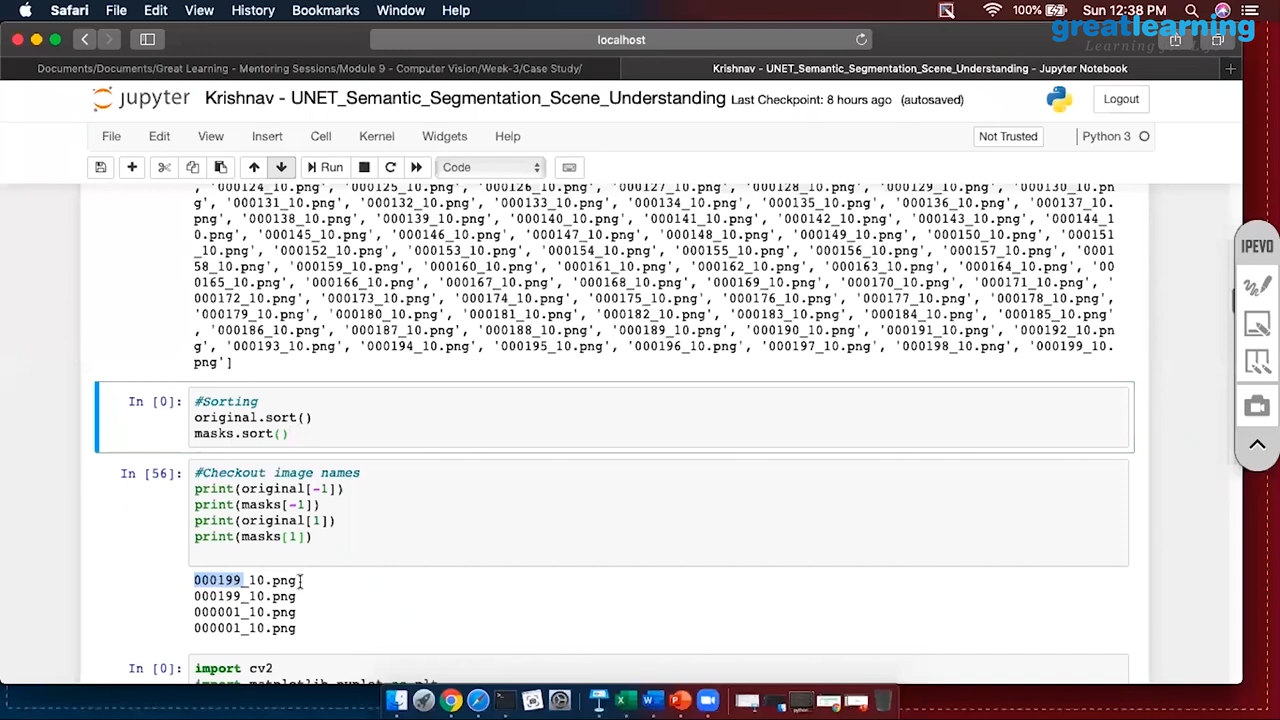 Safari File Edit View History Bookmarks Window Help 100% Sun 12:38 PM
greatlearning
Learning for Life
localhost
Documents/Documents/Great Learning - Mentoring Sessions/Module 9 - Computer Vision/Week-3/Case Study/ Krishnav - UNET_Semantic_Segmentation_Scene_Understanding - Jupyter Notebook
jupyter Krishnav - UNET_Semantic_Segmentation_Scene_Understanding Last Checkpoint: 8 hours ago (autosaved) Logout
File Edit View Insert Cell Kernel Widgets Help Not Trusted Python 3
Run Code
, '000124_10.png', '000125_10.png', '000126_10.png', '000127_10.png', '000128_10.png', '000129_10.png', '000130_10.pn
g', '000131_10.png', '000132_10.png', '000133_10.png', '000134_10.png', '000135_10.png', '000136_10.png', '000137_10.
png', '000138_10.png', '000139_10.png', '000140_10.png', '000141_10.png', '000142_10.png', '000143_10.png', '000144_1
0.png', '000145_10.png', '000146_10.png', '000147_10.png', '000148_10.png', '000149_10.png', '000150_10.png', '000151
_10.png', '000152_10.png', '000153_10.png', '000154_10.png', '000155_10.png', '000156_10.png', '000157_10.png', '0001
58_10.png', '000159_10.png', '000160_10.png', '000161_10.png', '000162_10.png', '000163_10.png', '000164_10.png', '00
0165_10.png', '000166_10.png', '000167_10.png', '000168_10.png', '000169_10.png', '000170_10.png', '000171_10.png', '
000172_10.png', '000173_10.png', '000174_10.png', '000175_10.png', '000176_10.png', '000177_10.png', '000178_10.png',
'000179_10.png', '000180_10.png', '000181_10.png', '000182_10.png', '000183_10.png', '000184_10.png', '000185_10.png'
, '000186_10.png', '000187_10.png', '000188_10.png', '000189_10.png', '000190_10.png', '000191_10.png', '000192_10.pn
g', '000193_10.png', '000194_10.png', '000195_10.png', '000196_10.png', '000197_10.png', '000198_10.png', '000199_10.
png']
In [0]: #Sorting
original.sort()
masks.sort()
In [56]: #Checkout image names
print(original[-1])
print(masks[-1])
print(original[1])
print(masks[1])
000199_10.png
000199_10.png
000001_10.png
000001_10.png
In [0]: import cv2
import matplotlib.pyplot as plt
IPEVO